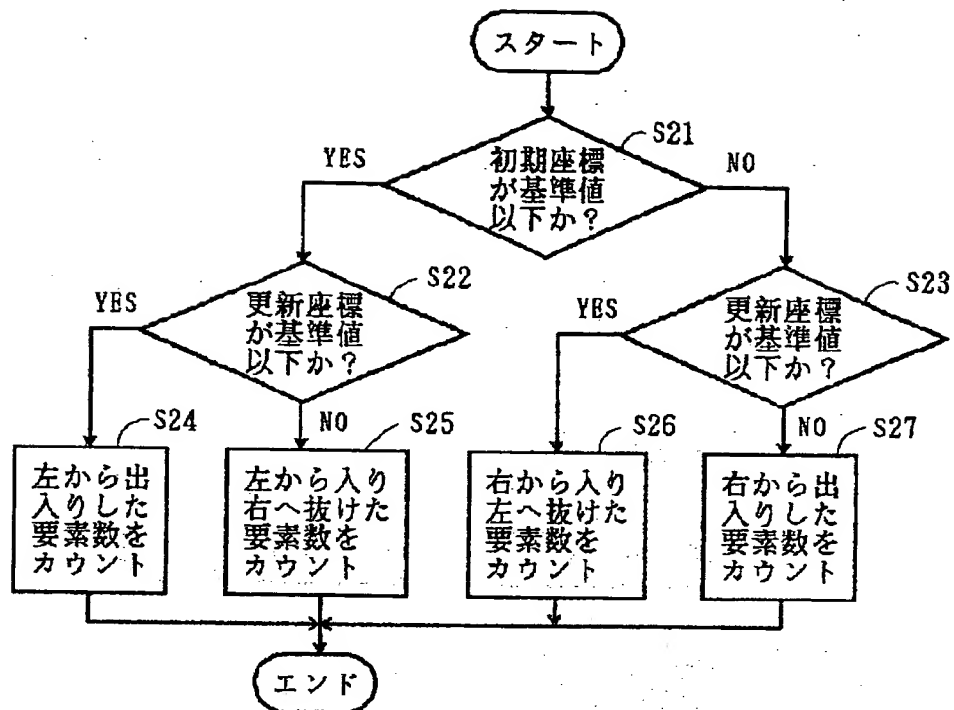 スタート
S21
YES
NO
初期座標
が基準値
以下か?
S22
YES
更新座標
が基準値
以下か?
NO
S23
YES
更新座標
が基準値
以下か?
NO
S24
左から出
入りした
要素数を
カウント
S25
左から入り
右へ抜けた
要素数を
カウント
S26
右から入り
左へ抜けた
要素数を
カウント
S27
右から出
入りした
要素数を
カウント
エンド